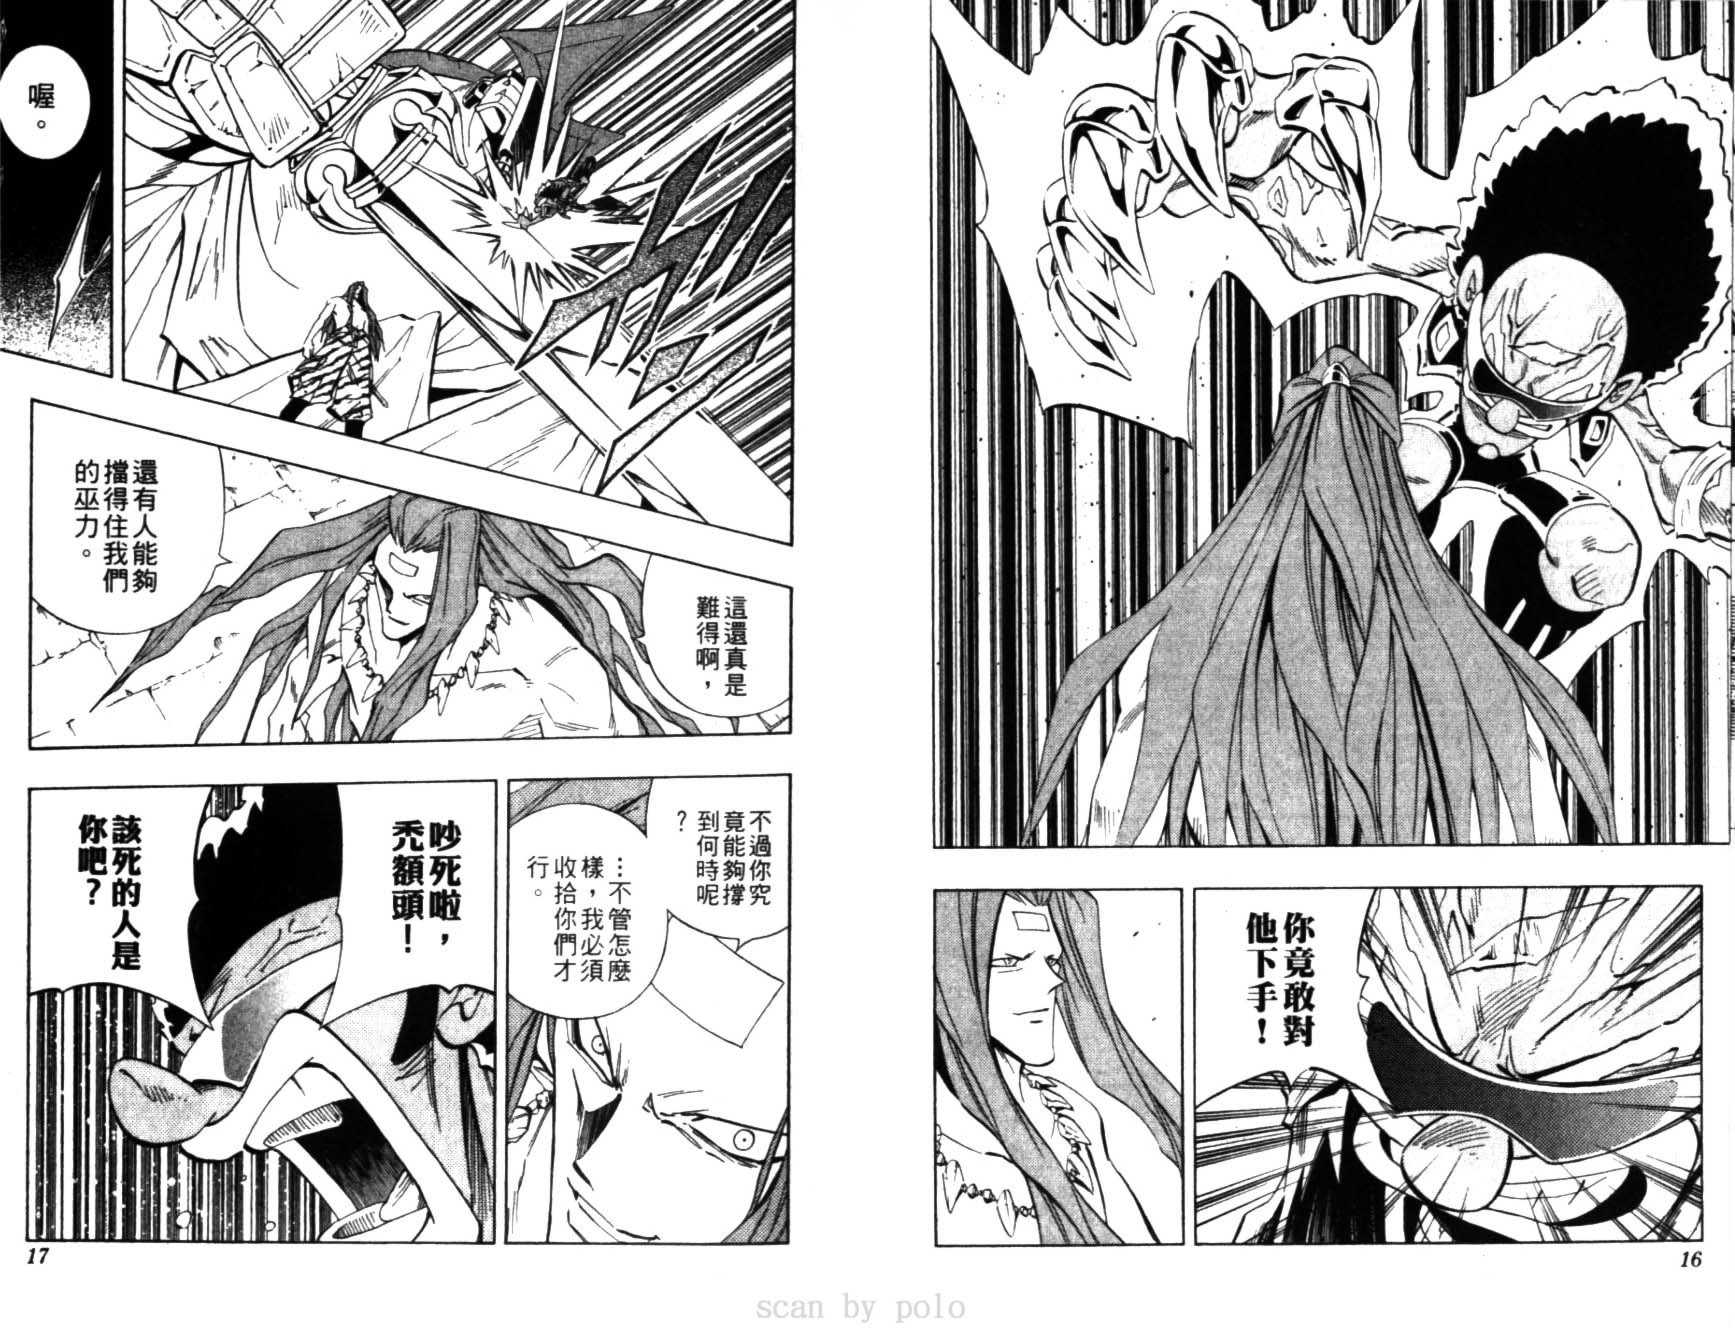 你竟敢對
他下手！
16
喔。
這還真是
難得啊，
還有人能夠
擋得住我們
的巫力。
不過你究
竟能夠撐
到何時呢
？
…不管怎麼
樣，我必須
收拾你們才
行。
吵死啦，
禿額頭！
該死的人是
你吧？
17
scan by polo